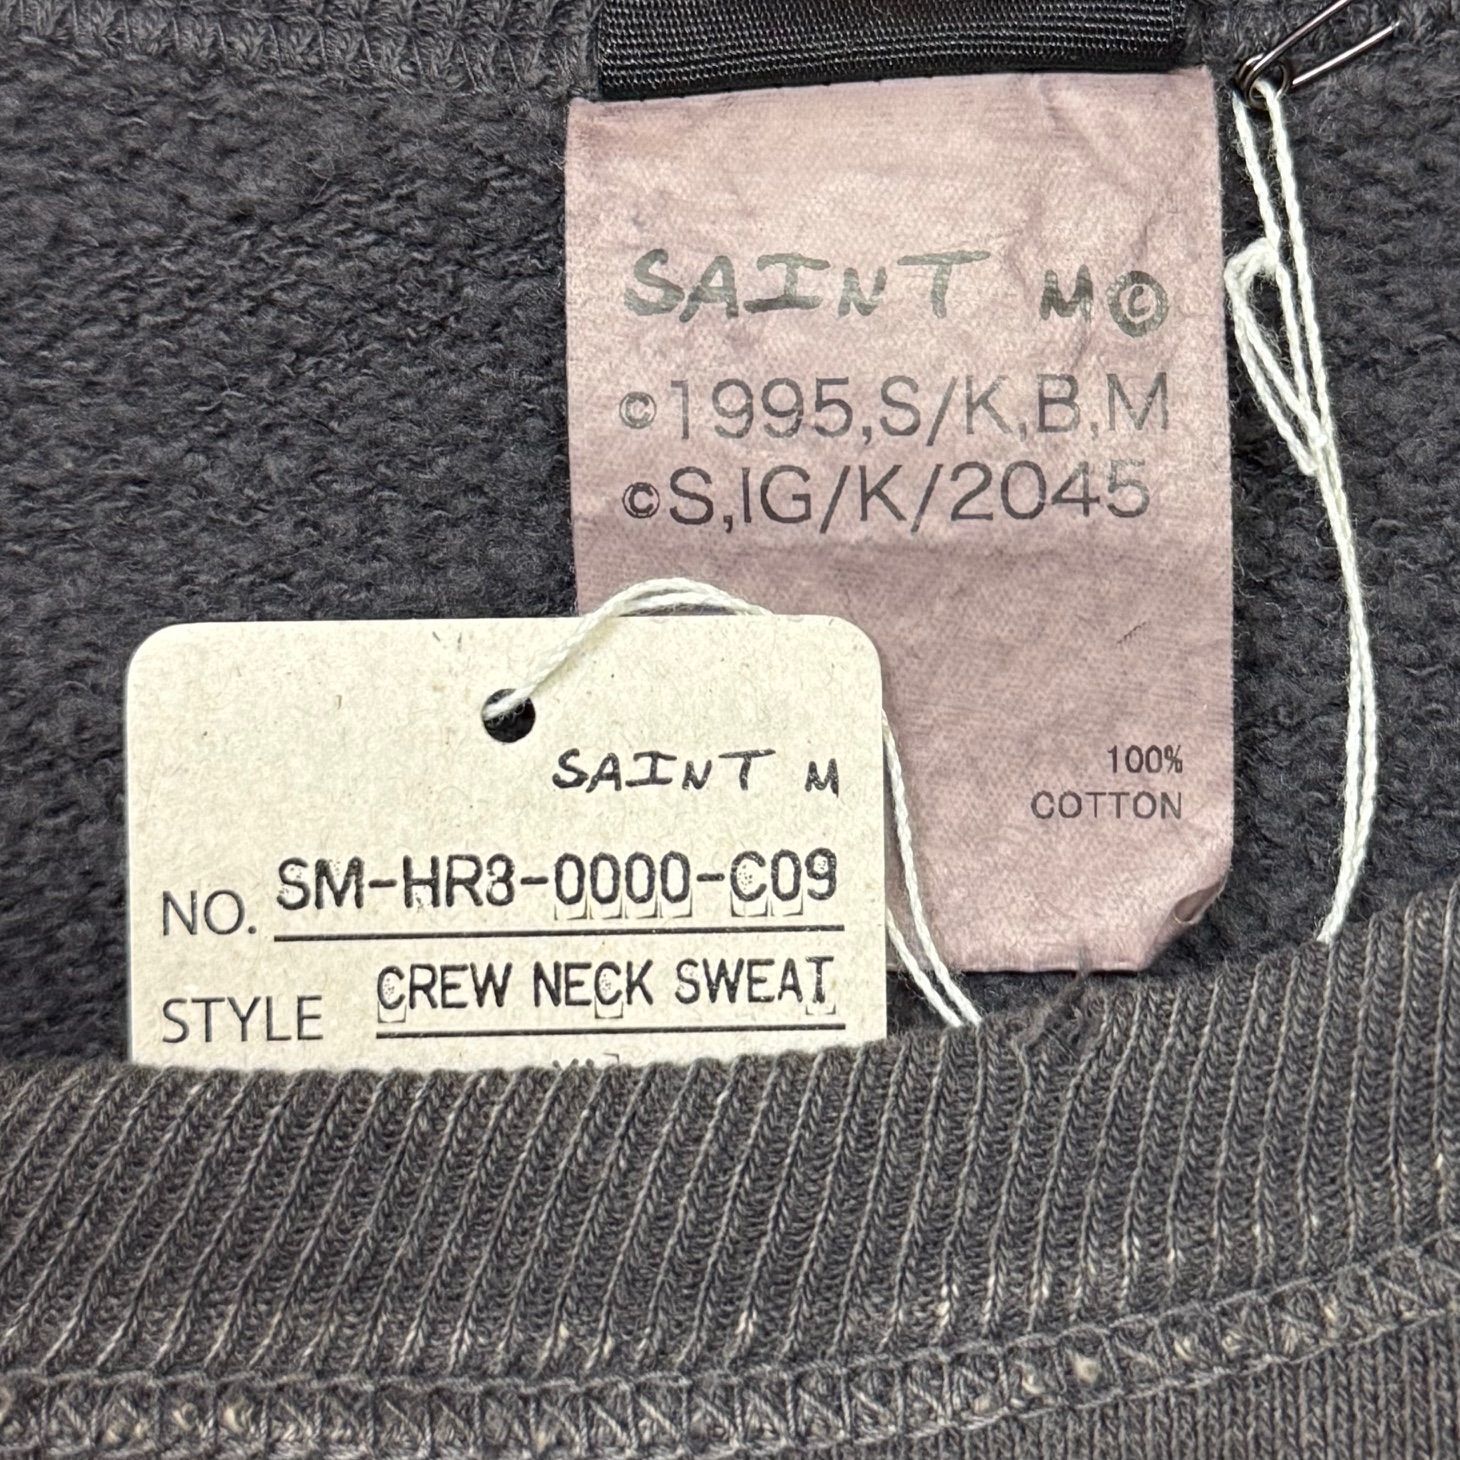 SAINT M©
©1995,S/K,B,M
©S,IG/K/2045
100%
COTTON
SAINT M
NO. SM-HR3-0000-C09
STYLE CREW NECK SWEAT